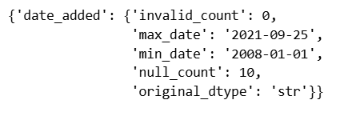 {'date_added': {'invalid_count': 0,
'max_date': '2021-09-25',
'min_date': '2008-01-01',
'null_count': 10,
'original_dtype': 'str'}}